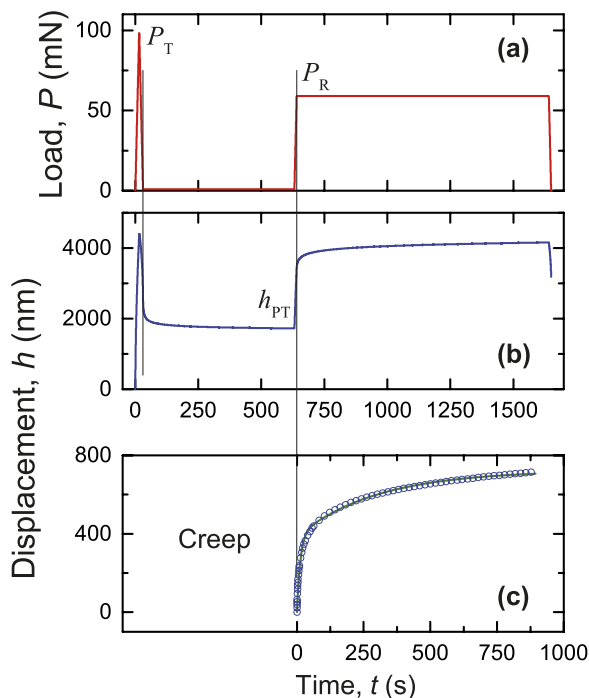 Load, P (mN)
100
50
0
P_T
P_R
(a)
Displacement, h (nm)
4000
2000
0
h_PT
(b)
0 250 500 750 1000 1250 1500
800
400
0
Creep
(c)
0 250 500 750 1000
Time, t (s)